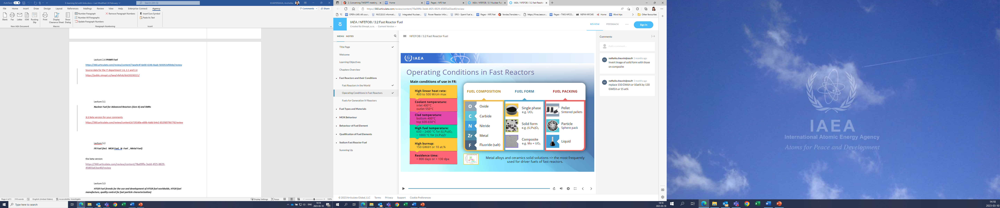 AutoSave On
E-learning list with links.docx • Last Modified: 24 February
Search (Alt+Q)
KHAPERSKAIA, Anzhelika
File Home Insert Draw Design Layout References Mailings Review View Help Enterprise Connect Agency
Comments Share
Blank Fax Letter IOM Routing Slip
New IAEA Document
Print Display Clearance Sheet Show Dialog
Macros
Number Paragraph
Number All Paragraphs
Update Paragraph Numbers
Remove Paragraph Numbers
Paragraph Numbering
Insert Euro Symbol
Paste As Text
Insert
Lecture 2.4 PHWR Fuel
https://360.articulate.com/review/content/7aea9c4f-6e00-424b-8aab-565052ef00de/review
Source data for the IT department 1.6, 2.1 and 2.4
https://public.simopt.cz/iaea/nfefob/dist20230221/
Lecture 3.1
Nuclear Fuel for Advanced Reactors (Gen-4) and SMRs
3.1 Beta version for your comments
https://360.articulate.com/review/content/a7192d0a-e89b-4a8d-b4e2-852fd079b776/review
Lecture 3.2
FR Fuel (incl. MOX Fuel, N- Fuel , Metal Fuel)
the beta version
https://360.articulate.com/review/content/78a09ffe-3edd-4f25-8829-
45803a63ee40/review
Lecture 3.3
HTGR Fuel (trends for the use and development of HTGR fuel worldwide, HTGR fuel
manufacture, quality control for fuel particle characterization)
Page 4 of 5 318 words English (United States) Accessibility: Investigate
Display Settings Focus 100%
Type here to search
ENG
14:18
2023-03-10
20
2. Concerning TWGFPT meeting
Home
Pages - NFE Net
IAEA / NFEFOB / 3.1 Nuclear Fu
IAEA / NFEFOB / 3.2 Fast Reacto
https://360.articulate.com/review/content/78a09ffe-3edd-4f25-8829-45803a63ee40/review
TC
OPEN-LMS: All cour...
NUCLEUS informati...
Integrated Nuclear...
Power Reactor Infor...
SRIS - Spent Fuel a...
Pages - NFE Net
Yandex.Translate –...
https://finas.iaea.or...
Pages - TWG-NFCO...
NEFW-NFCMS
Home
Word tips
Other favourites
IAEA / NFEFOB / 3.2 Fast Reactor Fuel
Created By Simopt, s.r.o. · Current Version
REVIEW FEEDBACK
Sign In
MENU NOTES
Title Page
Welcome
Learning Objectives
Chapters Overview
Fast Reactors and their Conditions
Fast Reactors in the World
Operating Conditions in Fast Reactors
Fuels for Generation IV Reactors
Fuel Types and Materials
MOX Behaviour
Behaviour of Fuel Element
Qualification of Fuel Elements
Sodium Fast Reactor Fuel
Summing Up
NFEFOB / 3.2 Fast Reactor Fuel
IAEA
Operating Conditions in Fast Reactors
Main conditions of use in FR:
High linear heat rate:
400 to 500 W/cm max
Coolant temperature:
inlet 400°C
outlet 550°C
Clad temperature:
bottom 400°C
top 600-650°C
High fuel temperature:
600 – 2400 °C for (U,Pu)O₂
~ 1000 °C for (U,Pu)Zr
High burnup:
150 GWd/t or 10 at.%
Residence time:
> 800 days or > 130 dpa
FUEL COMPOSITION
O Oxide
C Carbide
N Nitride
Zr Metal
F Fluoride (salt)
FUEL FORM
Single phase
e.g. UO₂
Solid form
e.g. (U,Pu)O₂
Composite
e.g. Mo + UO₂
FUEL PACKING
Pellet
Sintered pellets
Particle
Sphere pack
Liquid
Metal alloys and ceramics solid solutions => the most frequently
used for driver fuels of fast reactors.
Comments
Add a comment...
NA
nathalie.chauvin@cea.fr 2 months ago
invert image of solid form with those
on composite
NA
nathalie.chauvin@cea.fr 2 months ago
replace 150 GWd/t or 10at% by 130
GWD/t or 15 at%
© 2023 Articulate Global, LLC Terms Privacy Support Cookie Preferences
14:18
2023-03-10
IAEA
International Atomic Energy Agency
Atoms for Peace and Development
14:18
2023-03-10